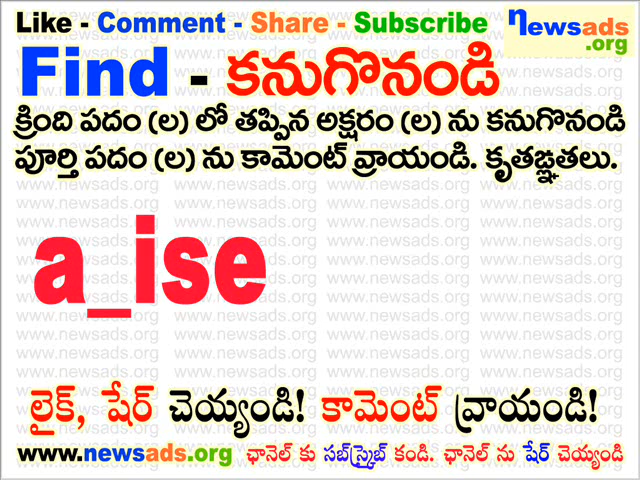 Like - Comment - Share - Subscribe
newsads
.org
Find - కనుగొనండి
క్రింది పదం (ల) లో తప్పిన అక్షరం (ల) ను కనుగొనండి
పూర్తి పదం (ల) ను కామెంట్ వ్రాయండి. కృతఙ్ఞతలు.
a_ise
లైక్, షేర్ చెయ్యండి! కామెంట్ వ్రాయండి!
www.newsads.org ఛానెల్ కు సబ్‌స్క్రైబ్ కండి. ఛానెల్ ను షేర్ చెయ్యండి